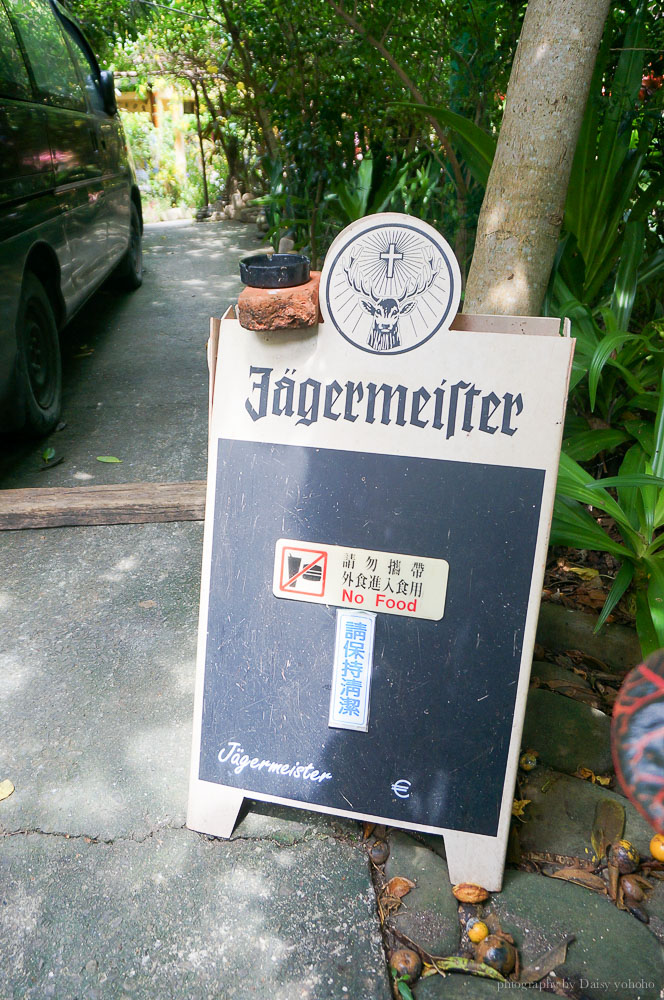 Jägermeiſter
請勿攜帶
外食進入食用
No Food
請保持清潔
Jägermeister
€
photography by Daisy yohoho